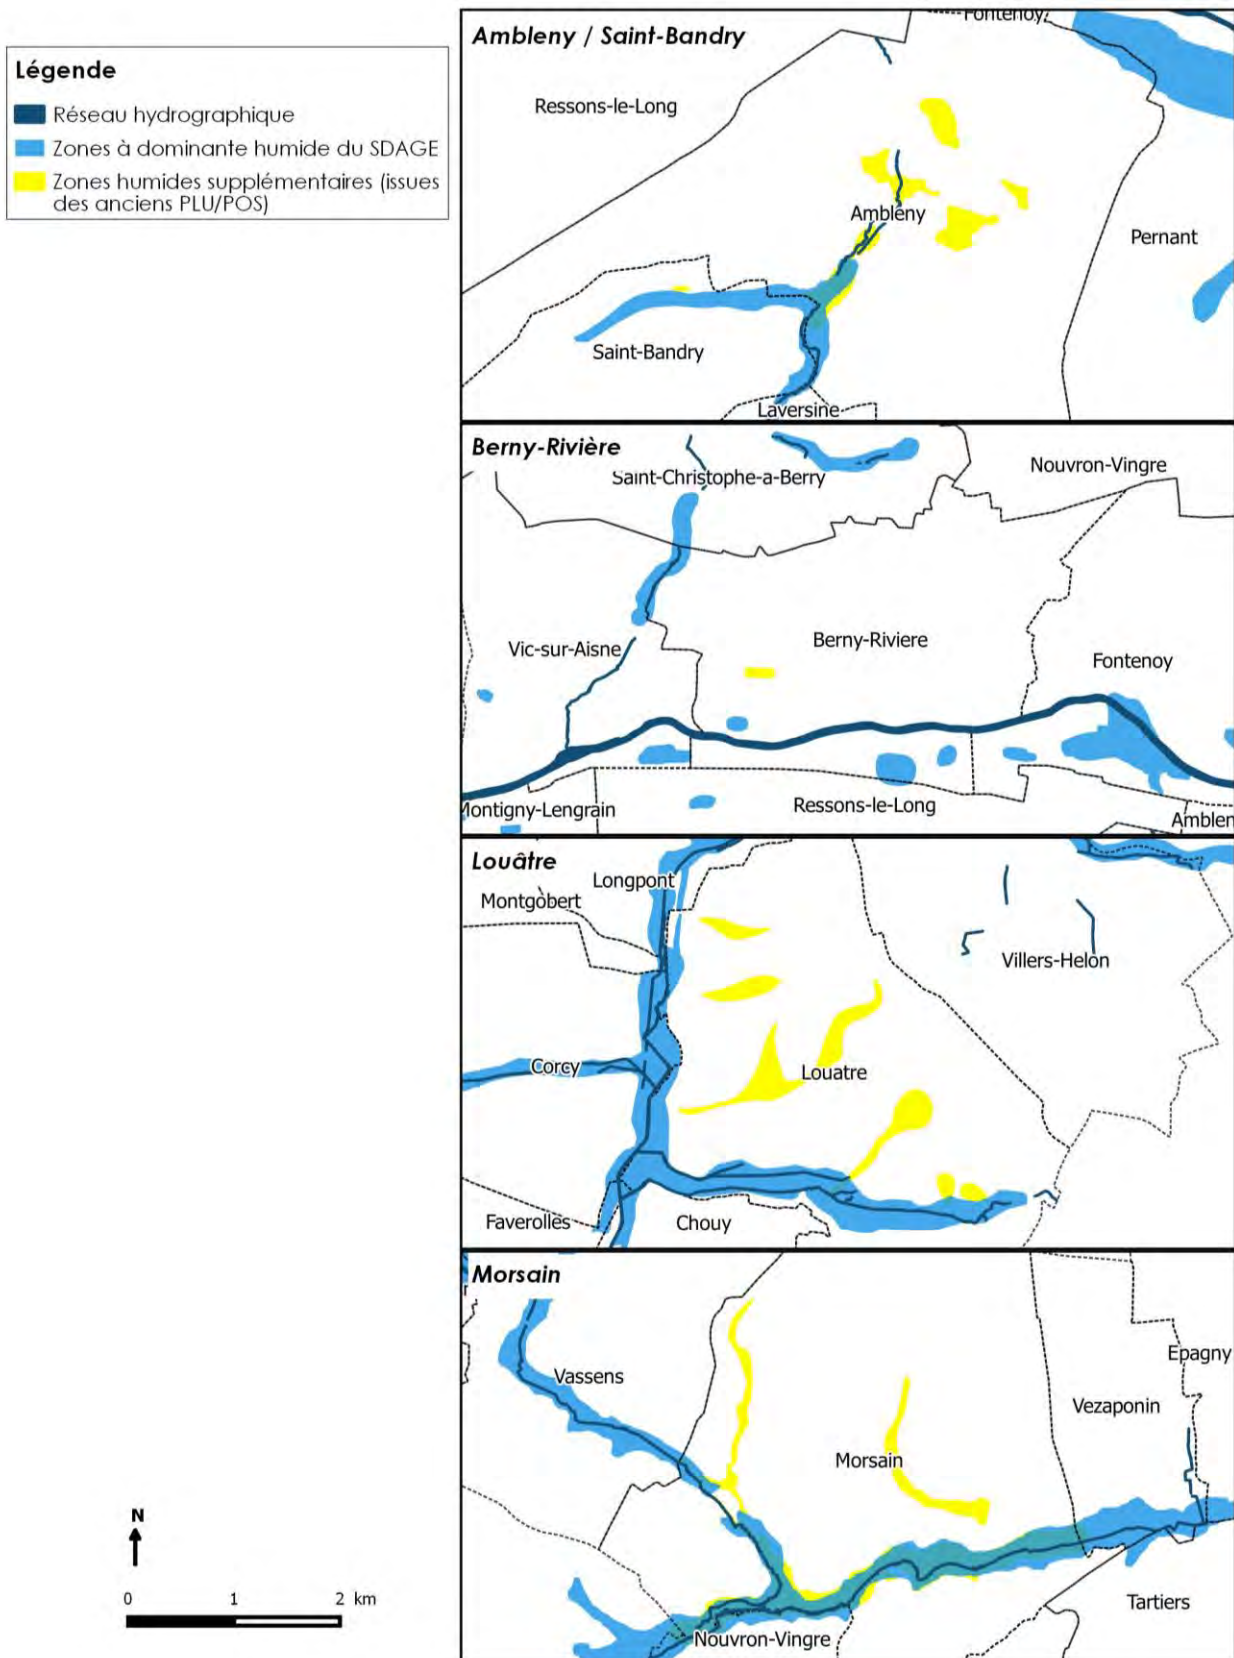 Légende
Réseau hydrographique
Zones à dominante humide du SDAGE
Zones humides supplémentaires (issues
des anciens PLU/POS)
N
0 1 2 km
Ambleny / Saint-Bandry
Fontenoy
Ressons-le-Long
Ambleny
Pernant
Saint-Bandry
Laversine
Berny-Rivière
Saint-Christophe-a-Berry
Nouvron-Vingre
Vic-sur-Aisne
Berny-Riviere
Fontenoy
Montigny-Lengrain
Ressons-le-Long
Amblen
Louâtre
Longpont
Montgobert
Villers-Helon
Corcy
Louatre
Faverolles
Chouy
Morsain
Vassens
Epagny
Vezaponin
Morsain
Tartiers
Nouvron-Vingre